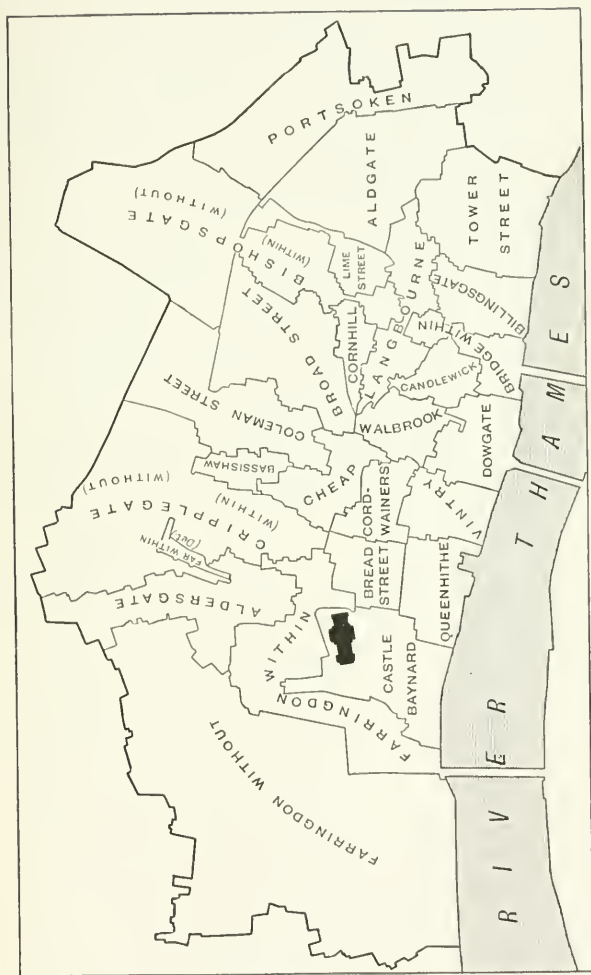 PORTSOKEN
BISHOPSGATE
(WITHOUT)
(WITHIN)
ALDGATE
TOWER
STREET
LIME
STREET
LANGBOURNE
BILLINGSGATE
BRIDGE WITHIN
BROAD STREET
CORNHILL
CANDLEWICK
COLEMAN STREET
WALBROOK
DOWGATE
BASSISHAW
CHEAP
CORD-
WAINERS
VINTRY
CRIPPLEGATE
(WITHOUT)
(WITHIN)
FAR WITHIN
(Det)
BREAD
STREET
QUEENHITHE
ALDERSGATE
FARRINGDON WITHIN
CASTLE
BAYNARD
FARRINGDON WITHOUT
RIVER THAMES